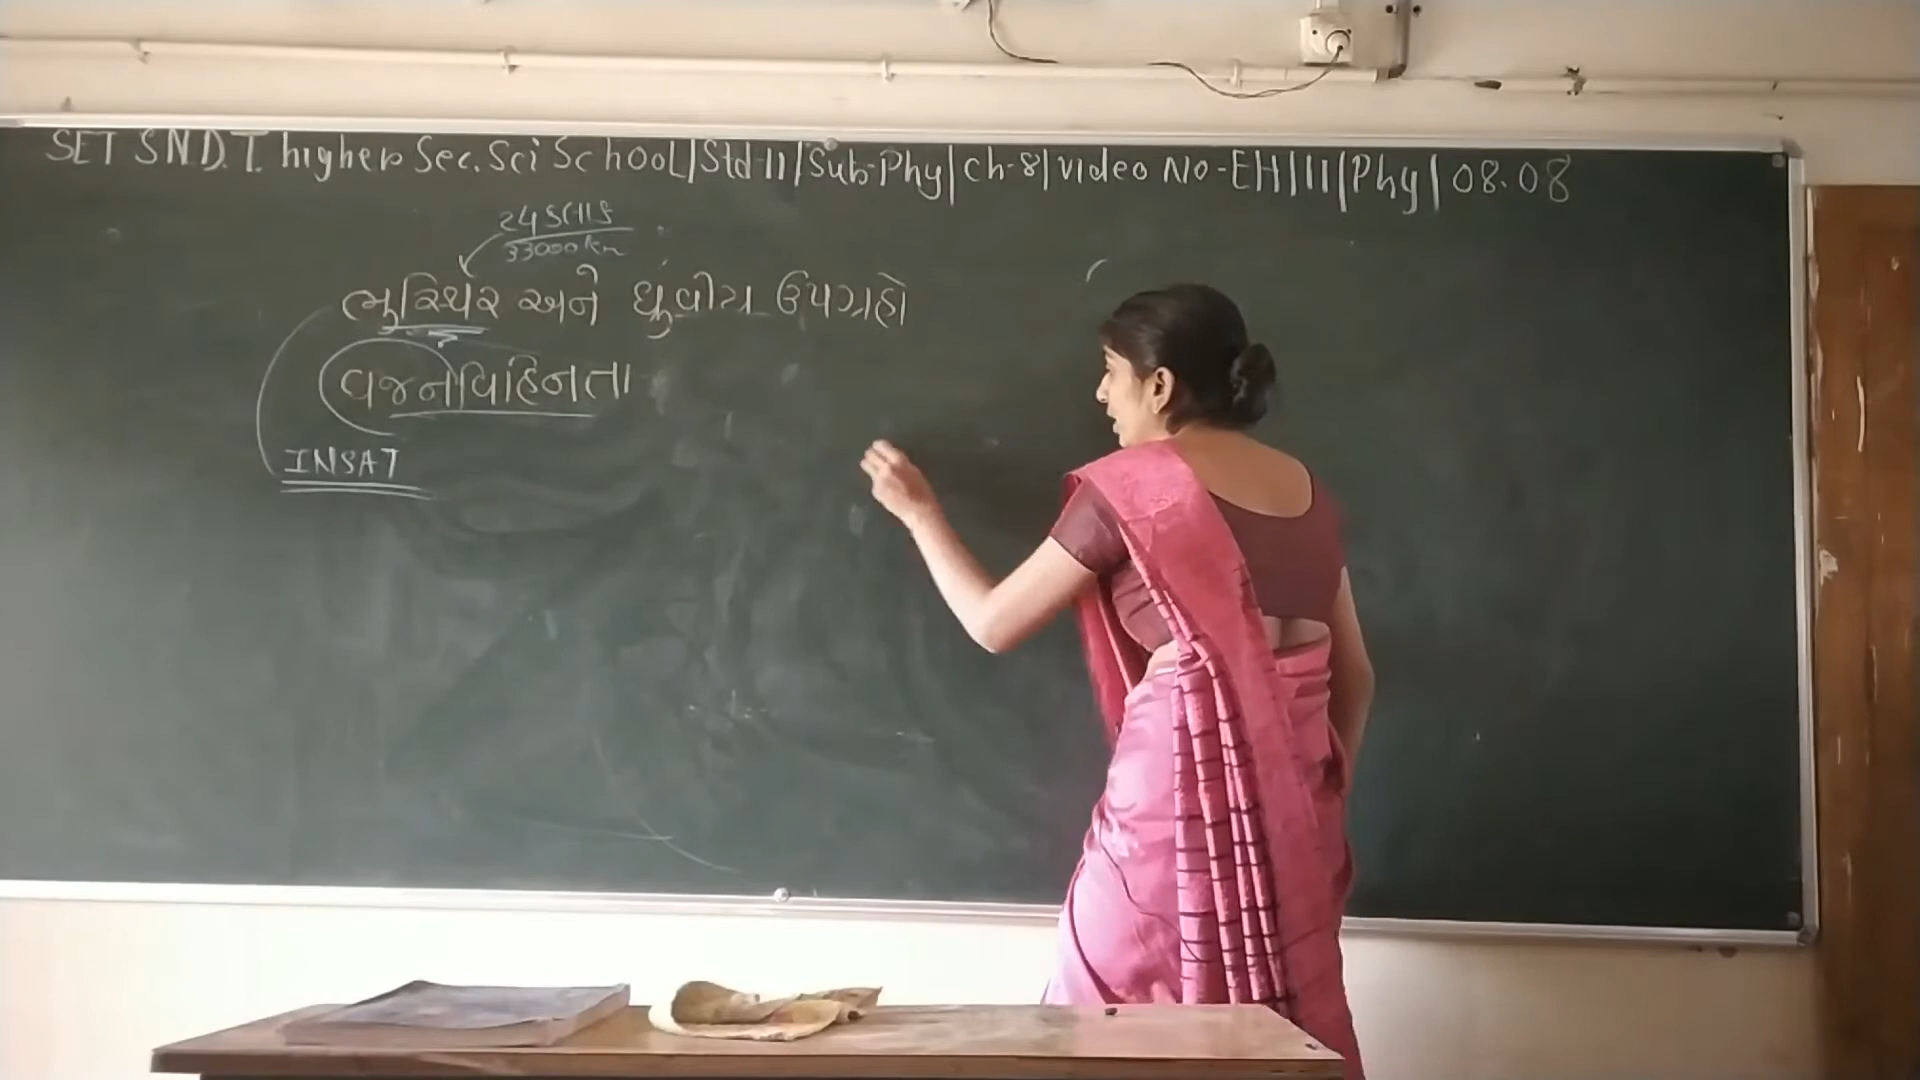 SET S.N.D.T. higher Sec. Sci School/Std-11/Sub-Phy/Ch-8/video No-EH/11/Phy/08.08
24 કલાક
33000 km
ભૂસ્થિર અને ધ્રુવીય ઉપગ્રહો
વજનવિહિનતા
INSAT